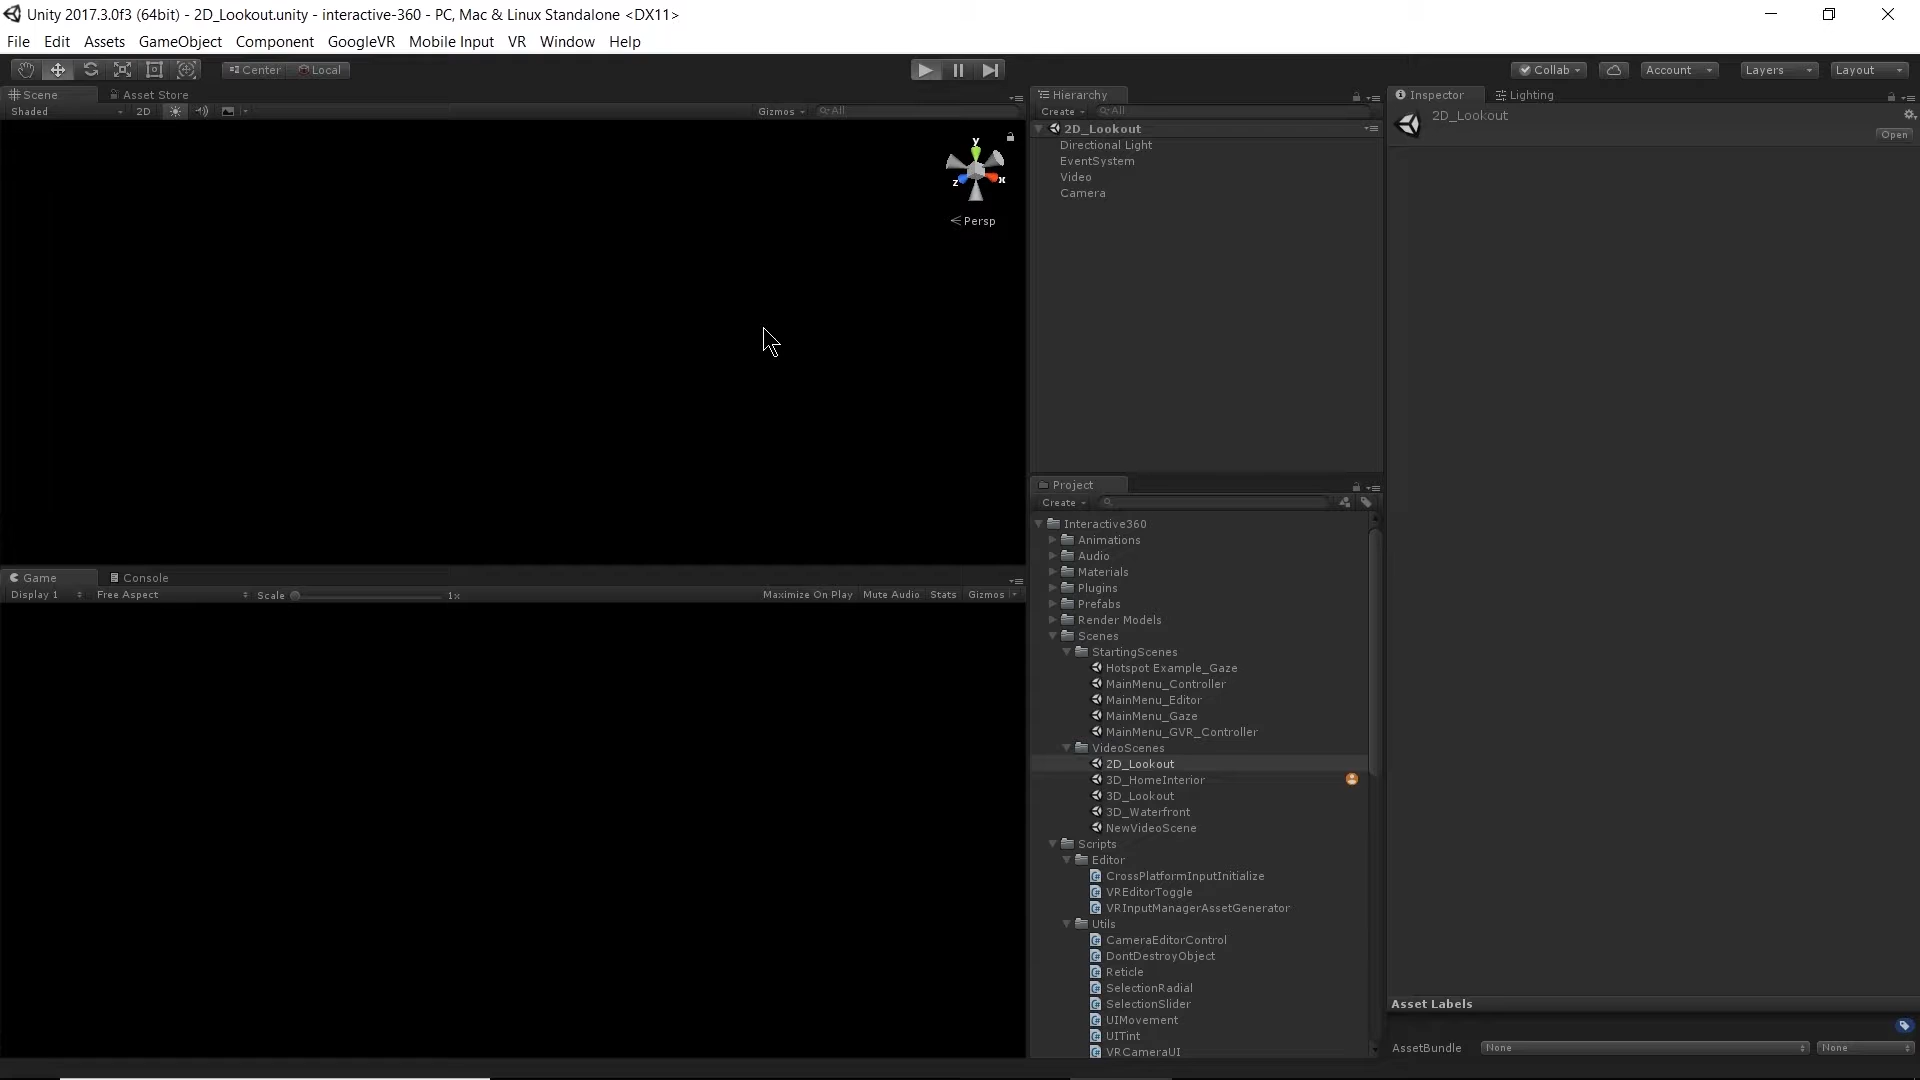 Unity 2017.3.0f3 (64bit) - 2D_Lookout.unity - interactive-360 - PC, Mac & Linux Standalone <DX11>
File Edit Assets GameObject Component GoogleVR Mobile Input VR Window Help
Center Local Collab Account Layers Layout
Scene Asset Store
Shaded 2D Gizmos All
y
z x
Persp
Game Console
Display 1 Free Aspect Scale 1x Maximize On Play Mute Audio Stats Gizmos
Hierarchy
Create All
2D_Lookout
Directional Light
EventSystem
Video
Camera
Project
Create
Interactive360
Animations
Audio
Materials
Plugins
Prefabs
Render Models
Scenes
StartingScenes
Hotspot Example_Gaze
MainMenu_Controller
MainMenu_Editor
MainMenu_Gaze
MainMenu_GVR_Controller
VideoScenes
2D_Lookout
3D_HomeInterior
3D_Lookout
3D_Waterfront
NewVideoScene
Scripts
Editor
CrossPlatformInputInitialize
VREditorToggle
VRInputManagerAssetGenerator
Utils
CameraEditorControl
DontDestroyObject
Reticle
SelectionRadial
SelectionSlider
UIMovement
UITint
VRCameraUI
Inspector Lighting
2D_Lookout
Open
Asset Labels
AssetBundle None None